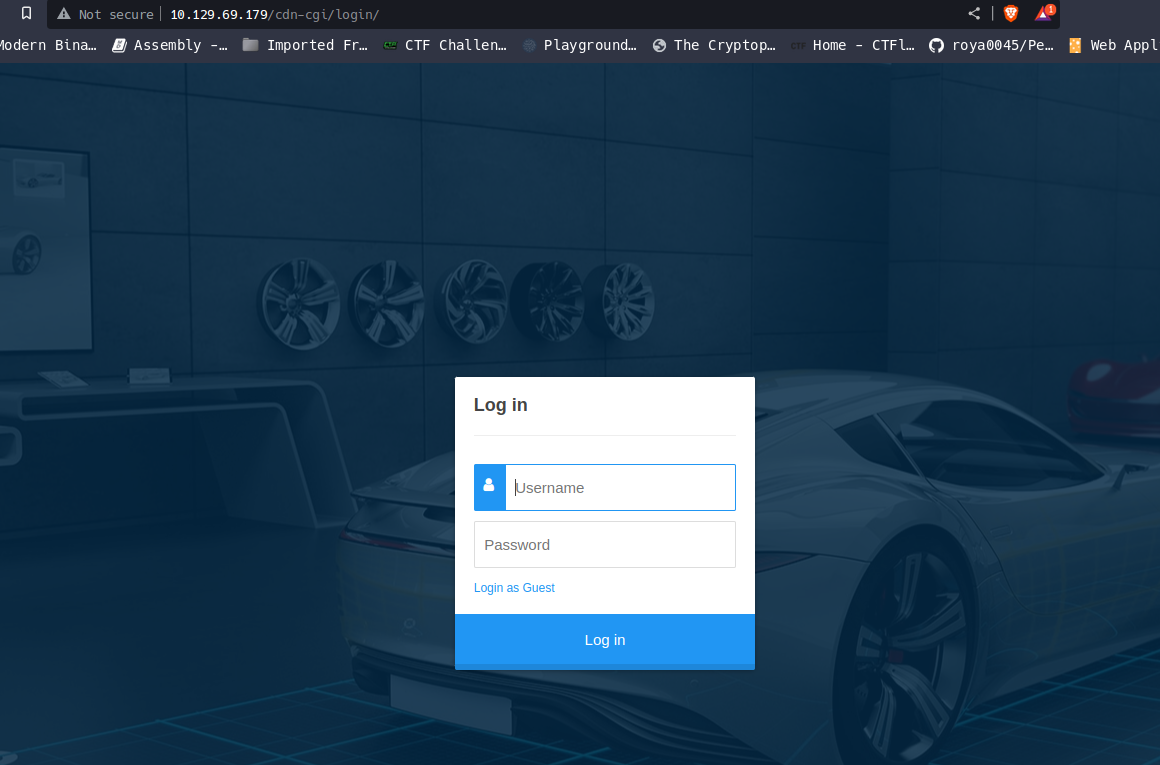 Not secure 10.129.69.179/cdn-cgi/login/ 1
Modern Bina… Assembly -… Imported Fr… CTF Challen… Playground… The Cryptop… Home - CTFl… roya0045/Pe… Web Appl
Log in
Username
Password
Login as Guest
Log in